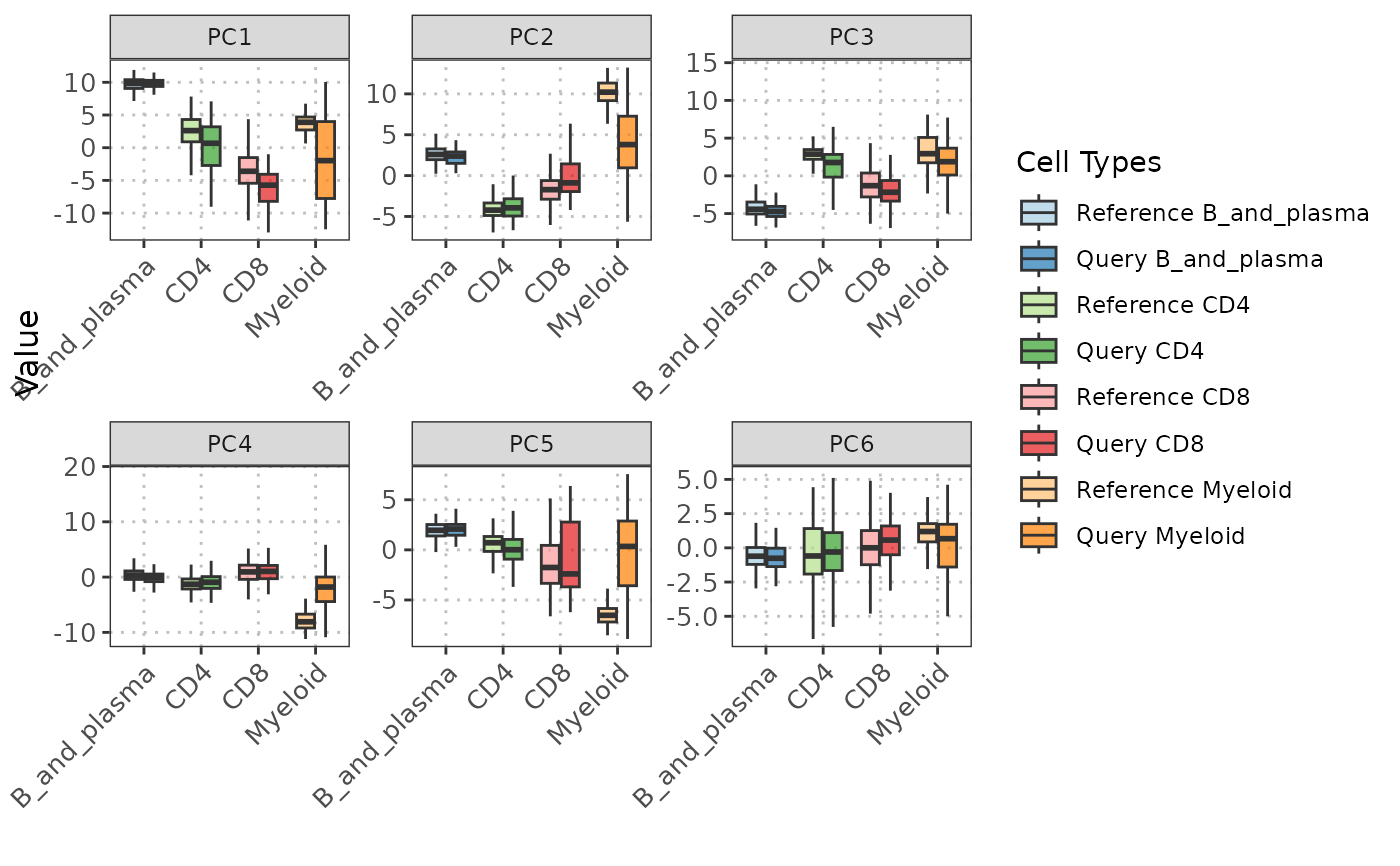 PC1
PC2
PC3
10
5
0
-5
-10
10
5
0
-5
15
10
5
0
-5
B_and_plasma
CD4
CD8
Myeloid
B_and_plasma
CD4
CD8
Myeloid
B_and_plasma
CD4
CD8
Myeloid
Value
PC4
PC5
PC6
20
10
0
-10
5
0
-5
5.0
2.5
0.0
-2.5
-5.0
B_and_plasma
CD4
CD8
Myeloid
B_and_plasma
CD4
CD8
Myeloid
B_and_plasma
CD4
CD8
Myeloid
Cell Types
Reference B_and_plasma
Query B_and_plasma
Reference CD4
Query CD4
Reference CD8
Query CD8
Reference Myeloid
Query Myeloid